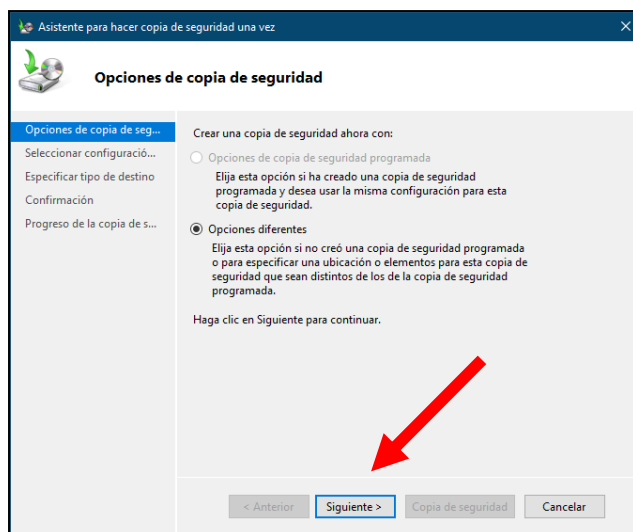 Asistente para hacer copia de seguridad una vez
Opciones de copia de seguridad
Opciones de copia de seg...
Seleccionar configuració...
Especificar tipo de destino
Confirmación
Progreso de la copia de s...
Crear una copia de seguridad ahora con:
Opciones de copia de seguridad programada
Elija esta opción si ha creado una copia de seguridad
programada y desea usar la misma configuración para esta
copia de seguridad.
Opciones diferentes
Elija esta opción si no creó una copia de seguridad programada
o para especificar una ubicación o elementos para esta copia de
seguridad que sean distintos de los de la copia de seguridad
programada.
Haga clic en Siguiente para continuar.
< Anterior Siguiente > Copia de seguridad Cancelar